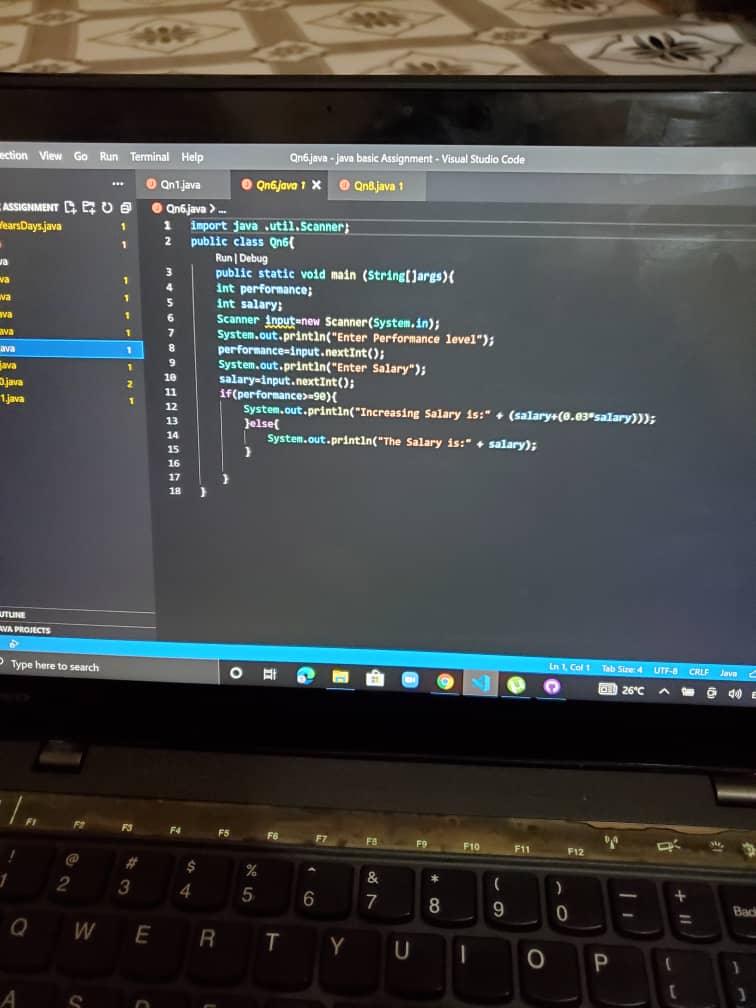 ection View Go Run Terminal Help Qn6.java - java basic Assignment - Visual Studio Code
... Qn1.java Qn6.java 1 Qn8.java 1
ASSIGNMENT
Qn6.java > ...
YearsDays.java 1
1
va
va 1
va 1
ava 1
ava 1
ava 1
java 1
0.java 2
1.java 1
1 import java .util.Scanner;
2 public class Qn6{
Run | Debug
3 public static void main (String[]args){
4 int performance;
5 int salary;
6 Scanner input=new Scanner(System.in);
7 System.out.println("Enter Performance level");
8 performance=input.nextInt();
9 System.out.println("Enter Salary");
10 salary=input.nextInt();
11 if(performance>=90){
12 System.out.println("Increasing Salary is:" + (salary+(0.03*salary)));
13 }else{
14 System.out.println("The Salary is:" + salary);
15 }
16
17 }
18 }
UTLINE
AVA PROJECTS
Ln 1, Col 1 Tab Size: 4 UTF-8 CRLF Java
Type here to search
26°C
F1 F2 F3 F4 F5 F6 F7 F8 F9 F10 F11 F12
! @ # $ % ^ & * ( ) _ +
1 2 3 4 5 6 7 8 9 0 - = Bac
Q W E R T Y U I O P { }
[ ]
A S D